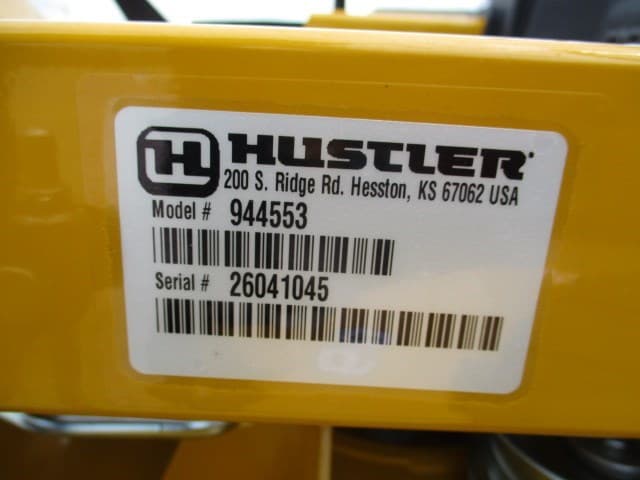 H HUSTLER
200 S. Ridge Rd. Hesston, KS 67062 USA
Model # 944553
Serial # 26041045